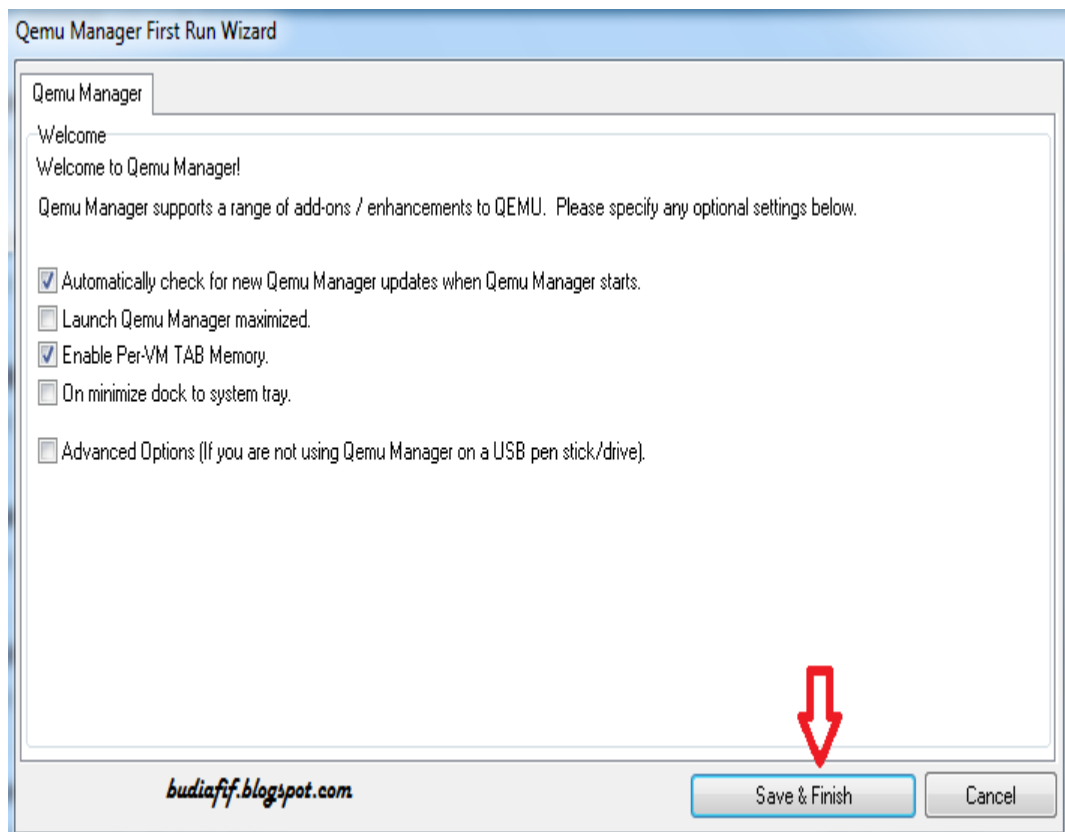 Qemu Manager First Run Wizard
Qemu Manager
Welcome
Welcome to Qemu Manager!
Qemu Manager supports a range of add-ons / enhancements to QEMU. Please specify any optional settings below.
Automatically check for new Qemu Manager updates when Qemu Manager starts.
Launch Qemu Manager maximized.
Enable Per-VM TAB Memory.
On minimize dock to system tray.
Advanced Options (If you are not using Qemu Manager on a USB pen stick/drive).
budiafif.blogspot.com
Save & Finish
Cancel